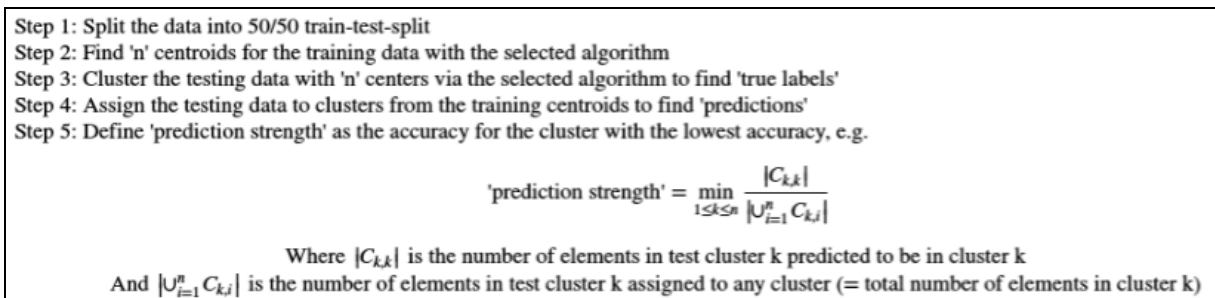 Step 1: Split the data into 50/50 train-test-split
Step 2: Find 'n' centroids for the training data with the selected algorithm
Step 3: Cluster the testing data with 'n' centers via the selected algorithm to find 'true labels'
Step 4: Assign the testing data to clusters from the training centroids to find 'predictions'
Step 5: Define 'prediction strength' as the accuracy for the cluster with the lowest accuracy, e.g.
'prediction strength' = min_{1≤k≤n} |C_{k,k}| / |∪_{i=1}^{n} C_{k,i}|
Where |C_{k,k}| is the number of elements in test cluster k predicted to be in cluster k
And |∪_{i=1}^{n} C_{k,i}| is the number of elements in test cluster k assigned to any cluster (= total number of elements in cluster k)